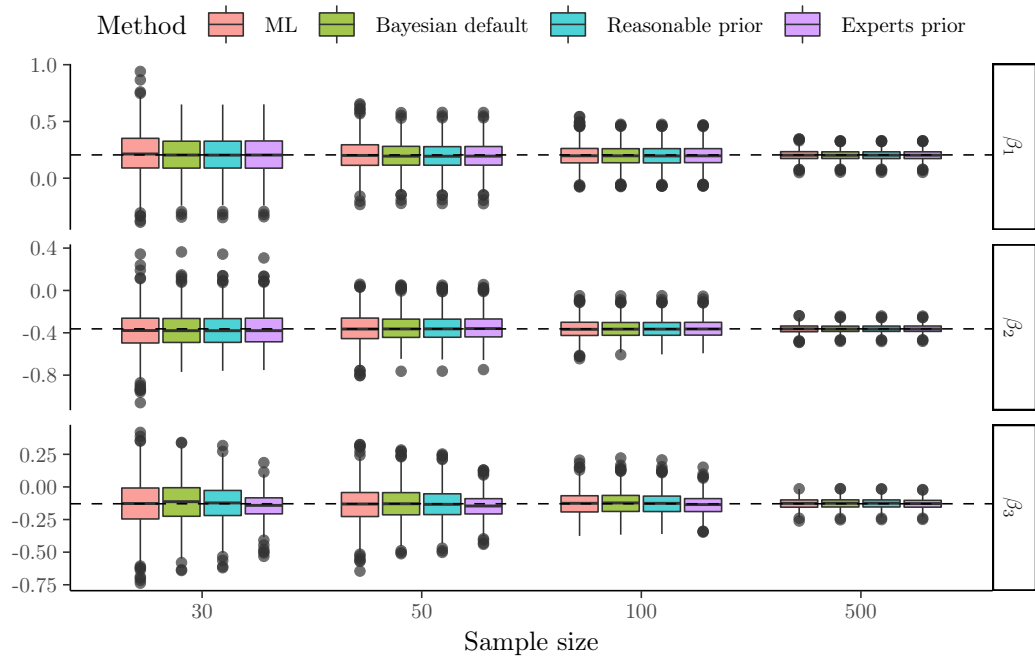 Method ML Bayesian default Reasonable prior Experts prior
1.0
0.5
0.0
β1
0.4
0.0
-0.4
-0.8
β2
0.25
0.00
-0.25
-0.50
-0.75
β3
30 50 100 500
Sample size